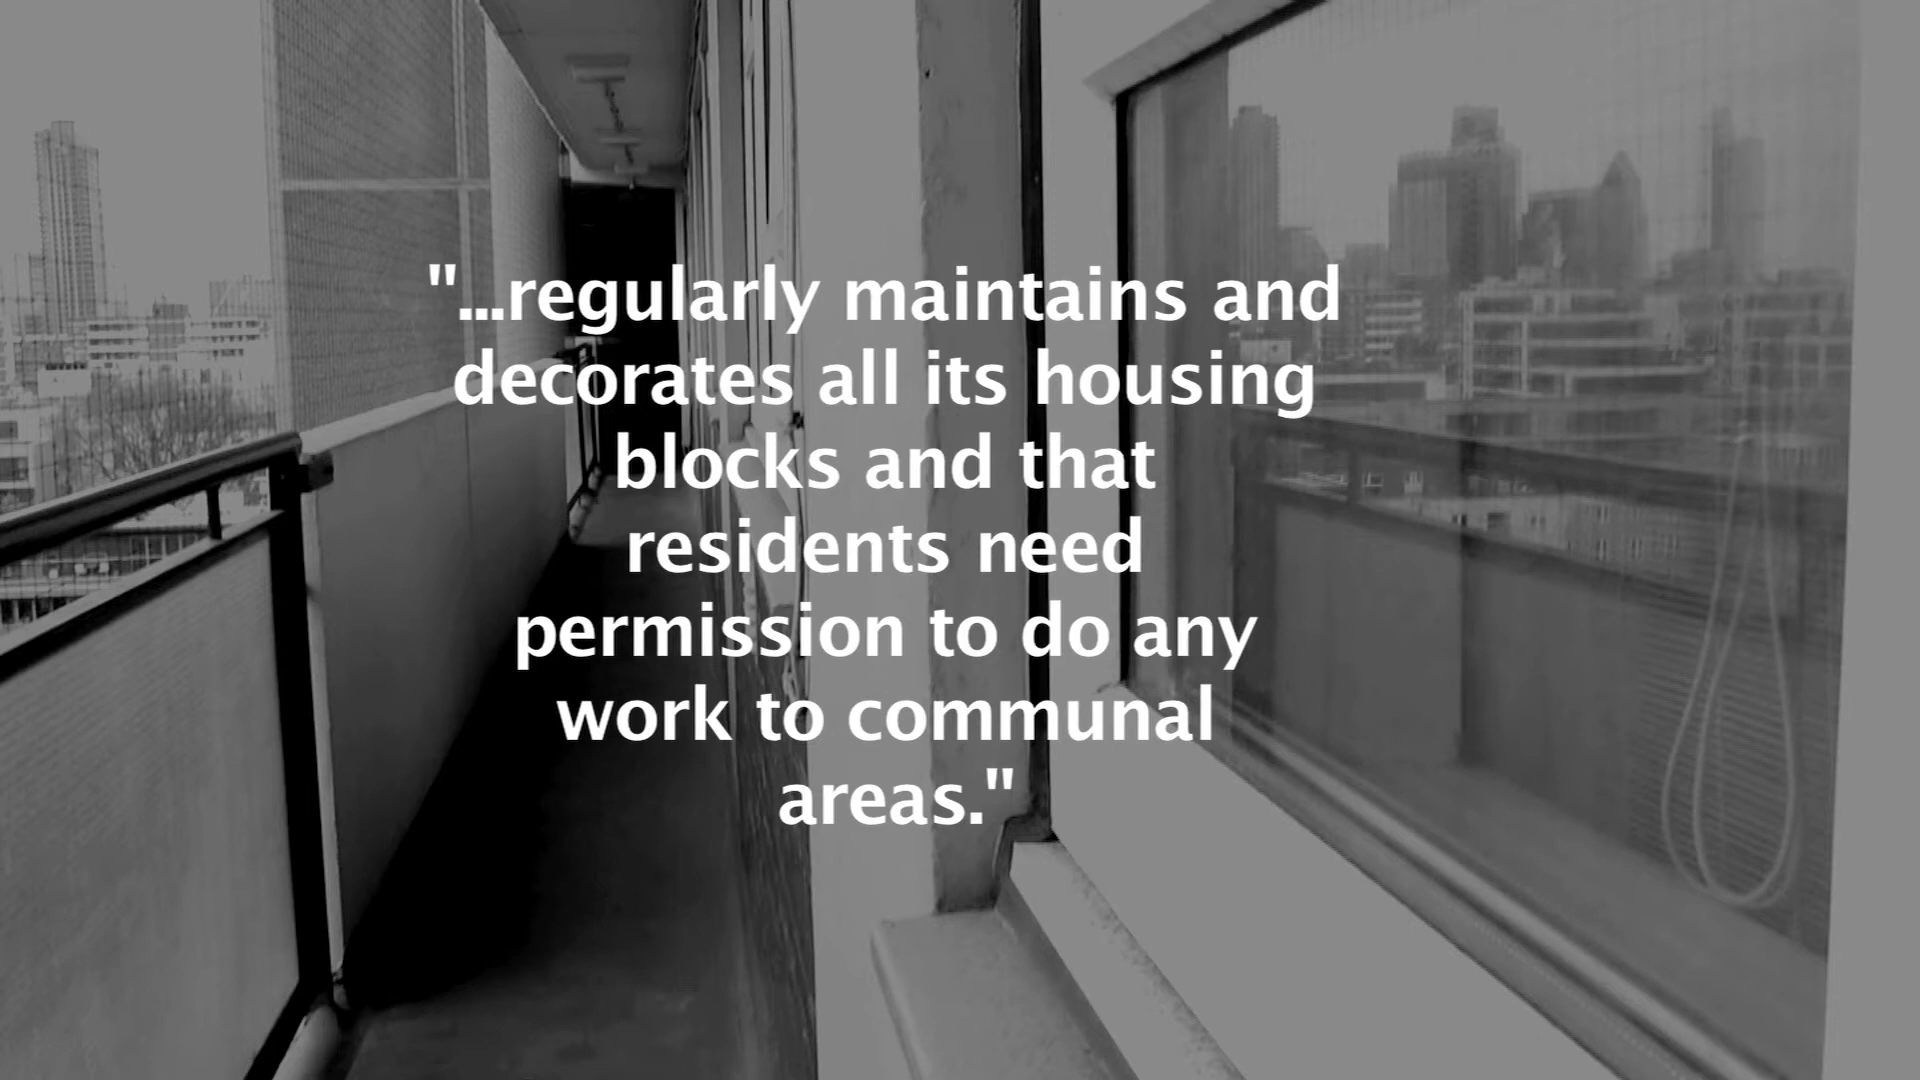 "...regularly maintains and
decorates all its housing
blocks and that
residents need
permission to do any
work to communal
areas."